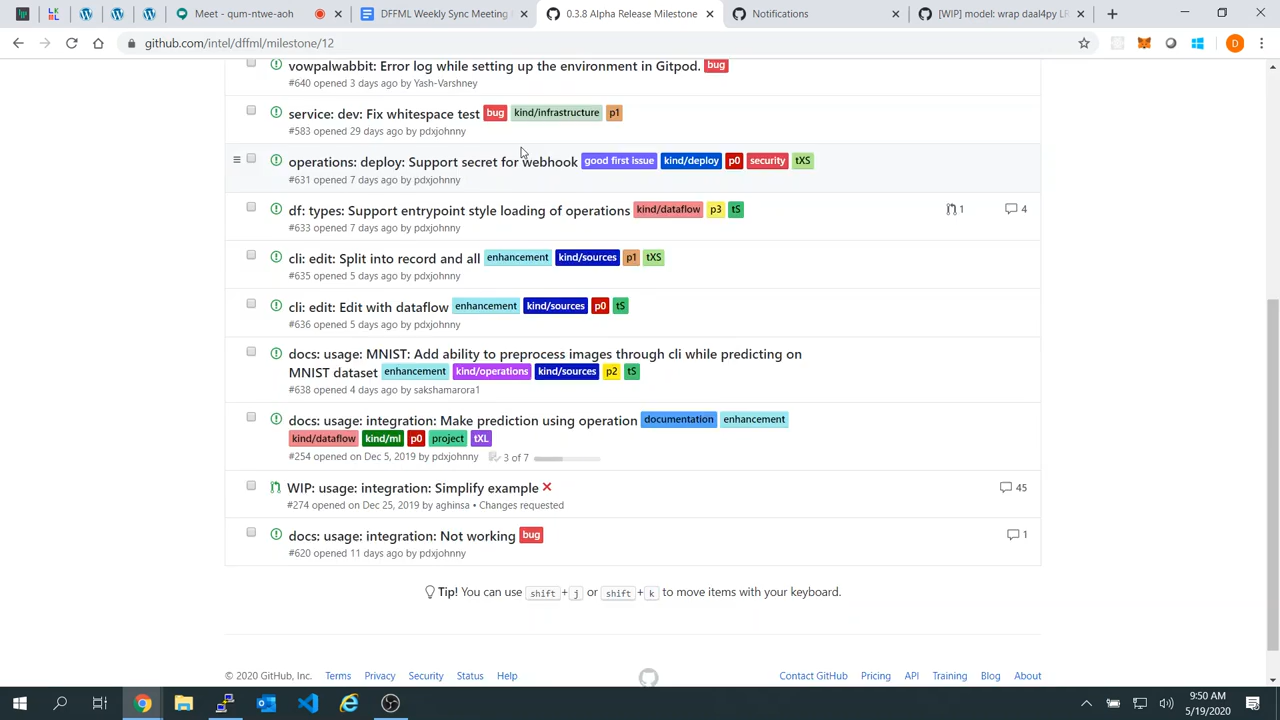 Meet - qum-ntwe-aoh
DFFML Weekly Sync Meeting
0.3.8 Alpha Release Milestone
Notifications
[WIP] model: wrap daal4py LR
github.com/intel/dffml/milestone/12
D
vowpalwabbit: Error log while setting up the environment in Gitpod. bug
#640 opened 3 days ago by Yash-Varshney
service: dev: Fix whitespace test bug kind/infrastructure p1
#583 opened 29 days ago by pdxjohnny
operations: deploy: Support secret for webhook good first issue kind/deploy p0 security tXS
#631 opened 7 days ago by pdxjohnny
df: types: Support entrypoint style loading of operations kind/dataflow p3 tS 1 4
#633 opened 7 days ago by pdxjohnny
cli: edit: Split into record and all enhancement kind/sources p1 tXS
#635 opened 5 days ago by pdxjohnny
cli: edit: Edit with dataflow enhancement kind/sources p0 tS
#636 opened 5 days ago by pdxjohnny
docs: usage: MNIST: Add ability to preprocess images through cli while predicting on
MNIST dataset enhancement kind/operations kind/sources p2 tS
#638 opened 4 days ago by sakshamarora1
docs: usage: integration: Make prediction using operation documentation enhancement
kind/dataflow kind/ml p0 project tXL
#254 opened on Dec 5, 2019 by pdxjohnny 3 of 7
WIP: usage: integration: Simplify example 45
#274 opened on Dec 25, 2019 by aghinsa • Changes requested
docs: usage: integration: Not working bug 1
#620 opened 11 days ago by pdxjohnny
Tip! You can use shift+j or shift+k to move items with your keyboard.
© 2020 GitHub, Inc. Terms Privacy Security Status Help Contact GitHub Pricing API Training Blog About
9:50 AM
5/19/2020